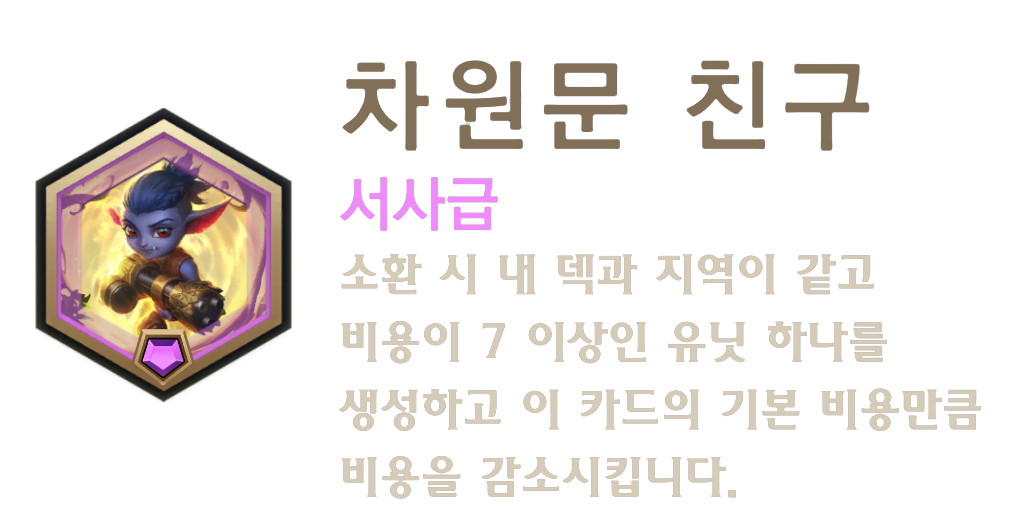 차원문 친구
서사급
소환 시 내 덱과 지역이 같고
비용이 7 이상인 유닛 하나를
생성하고 이 카드의 기본 비용만큼
비용을 감소시킵니다.